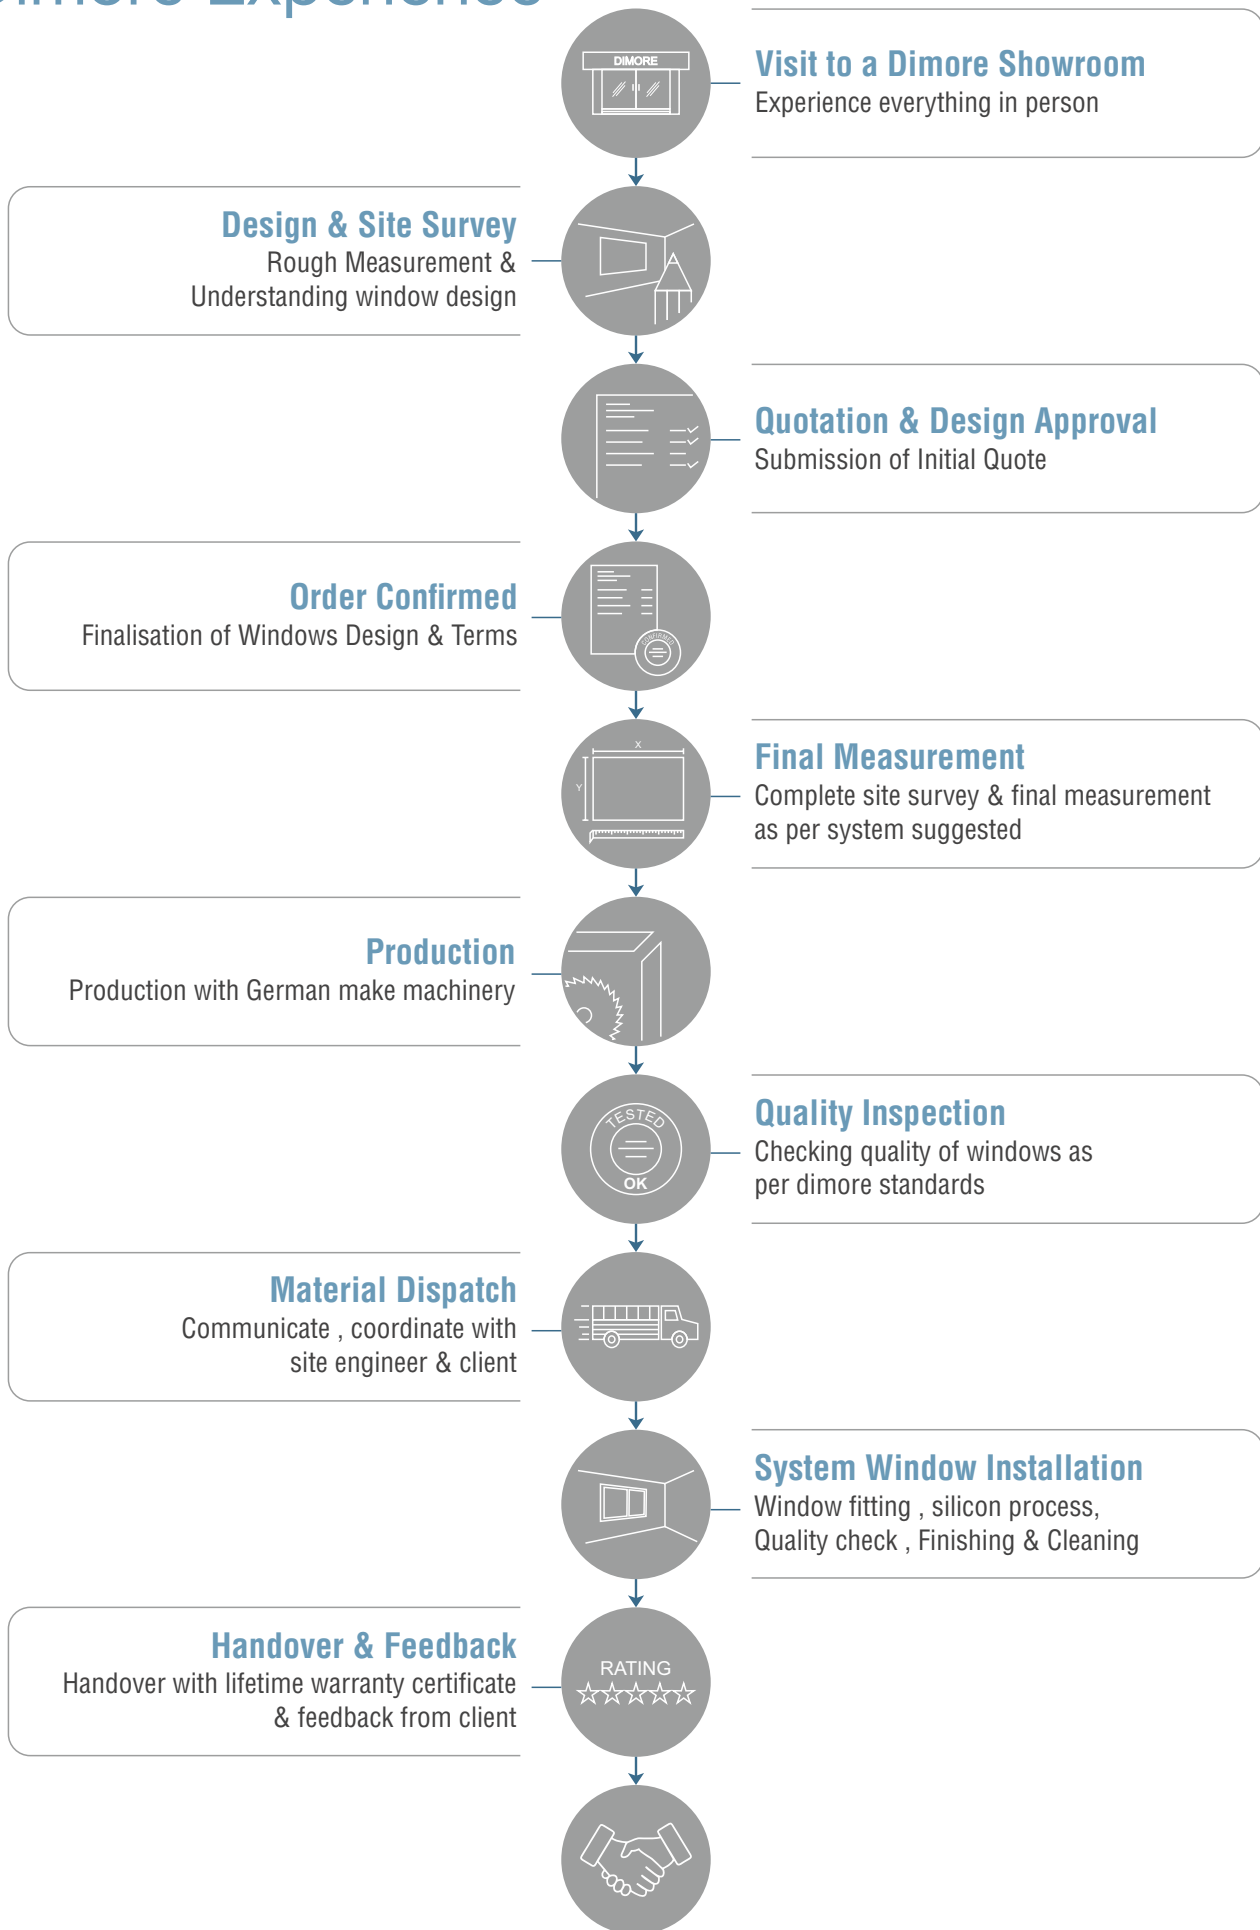 Dimore Experience
DIMORE
Visit to a Dimore Showroom
Experience everything in person
Design & Site Survey
Rough Measurement &
Understanding window design
Quotation & Design Approval
Submission of Initial Quote
Order Confirmed
Finalisation of Windows Design & Terms
CONFIRMED
X
Y
Final Measurement
Complete site survey & final measurement
as per system suggested
Production
Production with German make machinery
TESTED
OK
Quality Inspection
Checking quality of windows as
per dimore standards
Material Dispatch
Communicate , coordinate with
site engineer & client
System Window Installation
Window fitting , silicon process,
Quality check , Finishing & Cleaning
Handover & Feedback
Handover with lifetime warranty certificate
& feedback from client
RATING